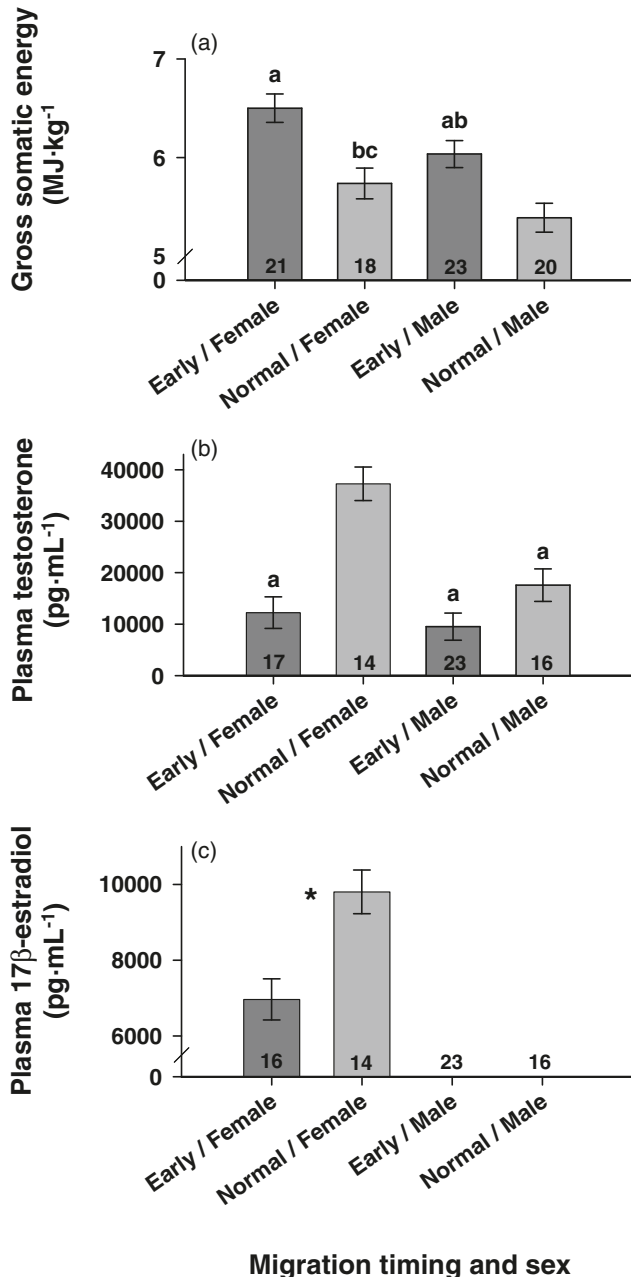 (a)
Gross somatic energy
(MJ·kg⁻¹)
7
6
5
0
a
bc
ab
21
18
23
20
Early / Female
Normal / Female
Early / Male
Normal / Male
(b)
Plasma testosterone
(pg·mL⁻¹)
40000
30000
20000
10000
0
a
a
a
17
14
23
16
Early / Female
Normal / Female
Early / Male
Normal / Male
(c)
Plasma 17β-estradiol
(pg·mL⁻¹)
10000
8000
6000
0
*
16
14
23
16
Early / Female
Normal / Female
Early / Male
Normal / Male
Migration timing and sex